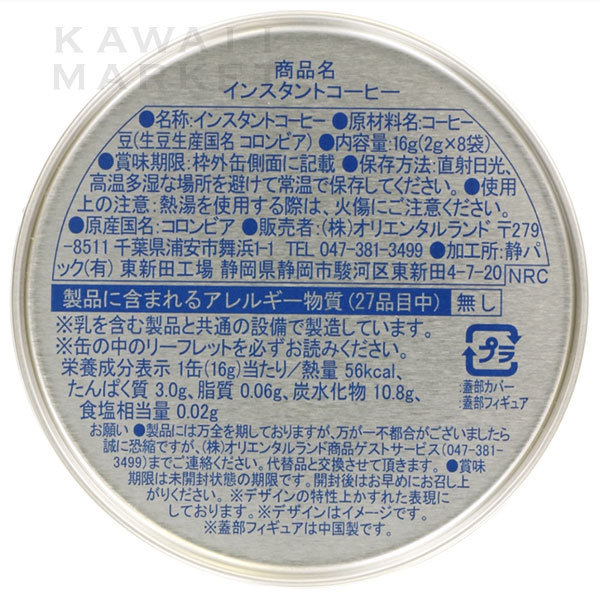 KAWAII
MARKET
商品名
インスタントコーヒー
●名称:インスタントコーヒー ●原材料名:コーヒー
豆(生豆生産国名 コロンビア) ●内容量:16g(2g×8袋)
●賞味期限:枠外缶側面に記載 ●保存方法:直射日光、
高温多湿な場所を避けて常温で保存してください。●使用
上の注意:熱湯を使用する際は、火傷にご注意ください。
●原産国名:コロンビア ●販売者:(株)オリエンタルランド 〒279
-8511 千葉県浦安市舞浜1-1 TEL 047-381-3499 ●加工所:静パ
ック(有) 東新田工場 静岡県静岡市駿河区東新田4-7-20
NRC
製品に含まれるアレルギー物質(27品目中) 無し
※乳を含む製品と共通の設備で製造しています。
※缶の中のリーフレットを必ずお読みください。
栄養成分表示 1缶(16g)当たり/熱量 56kcal、
たんぱく質 3.0g、脂質 0.06g、炭水化物 10.8g、
食塩相当量 0.02g
プラ
:蓋部カバー
:蓋部フィギュア
お願い ●製品には万全を期しておりますが、万が一不都合がございましたら
誠に恐縮ですが、(株)オリエンタルランド商品ゲストサービス(047-381-
3499)までご連絡ください。代替品と交換させて頂きます。 ●賞味
期限は未開封状態の期限です。開封後はお早めにお召し上
がりください。※デザインの特性上かすれた表現に
しております。※デザインはイメージです。
※蓋部フィギュアは中国製です。